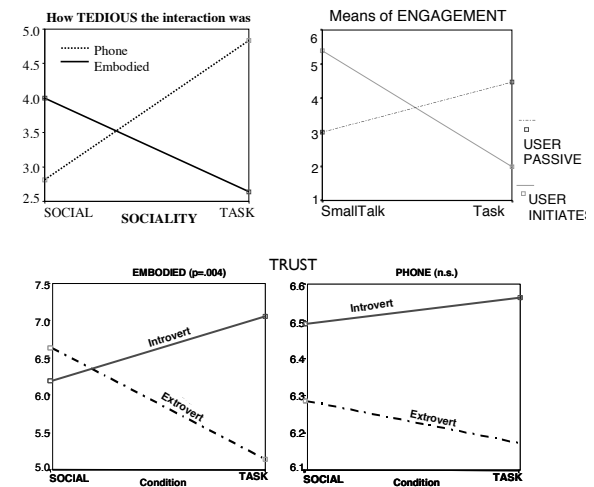 How TEDIOUS the interaction was
5.0
4.5
4.0
3.5
3.0
2.5
Phone
Embodied
SOCIAL
SOCIALITY
TASK
Means of ENGAGEMENT
6
5
4
3
2
1
SmallTalk
Task
USER
PASSIVE
USER
INITIATES
TRUST
EMBODIED (p=.004)
7.5
7.0
6.5
6.0
5.5
5.0
Introvert
Extrovert
SOCIAL
Condition
TASK
PHONE (n.s.)
6.6
6.5
6.4
6.3
6.2
6.1
Introvert
Extrovert
SOCIAL
Condition
TASK